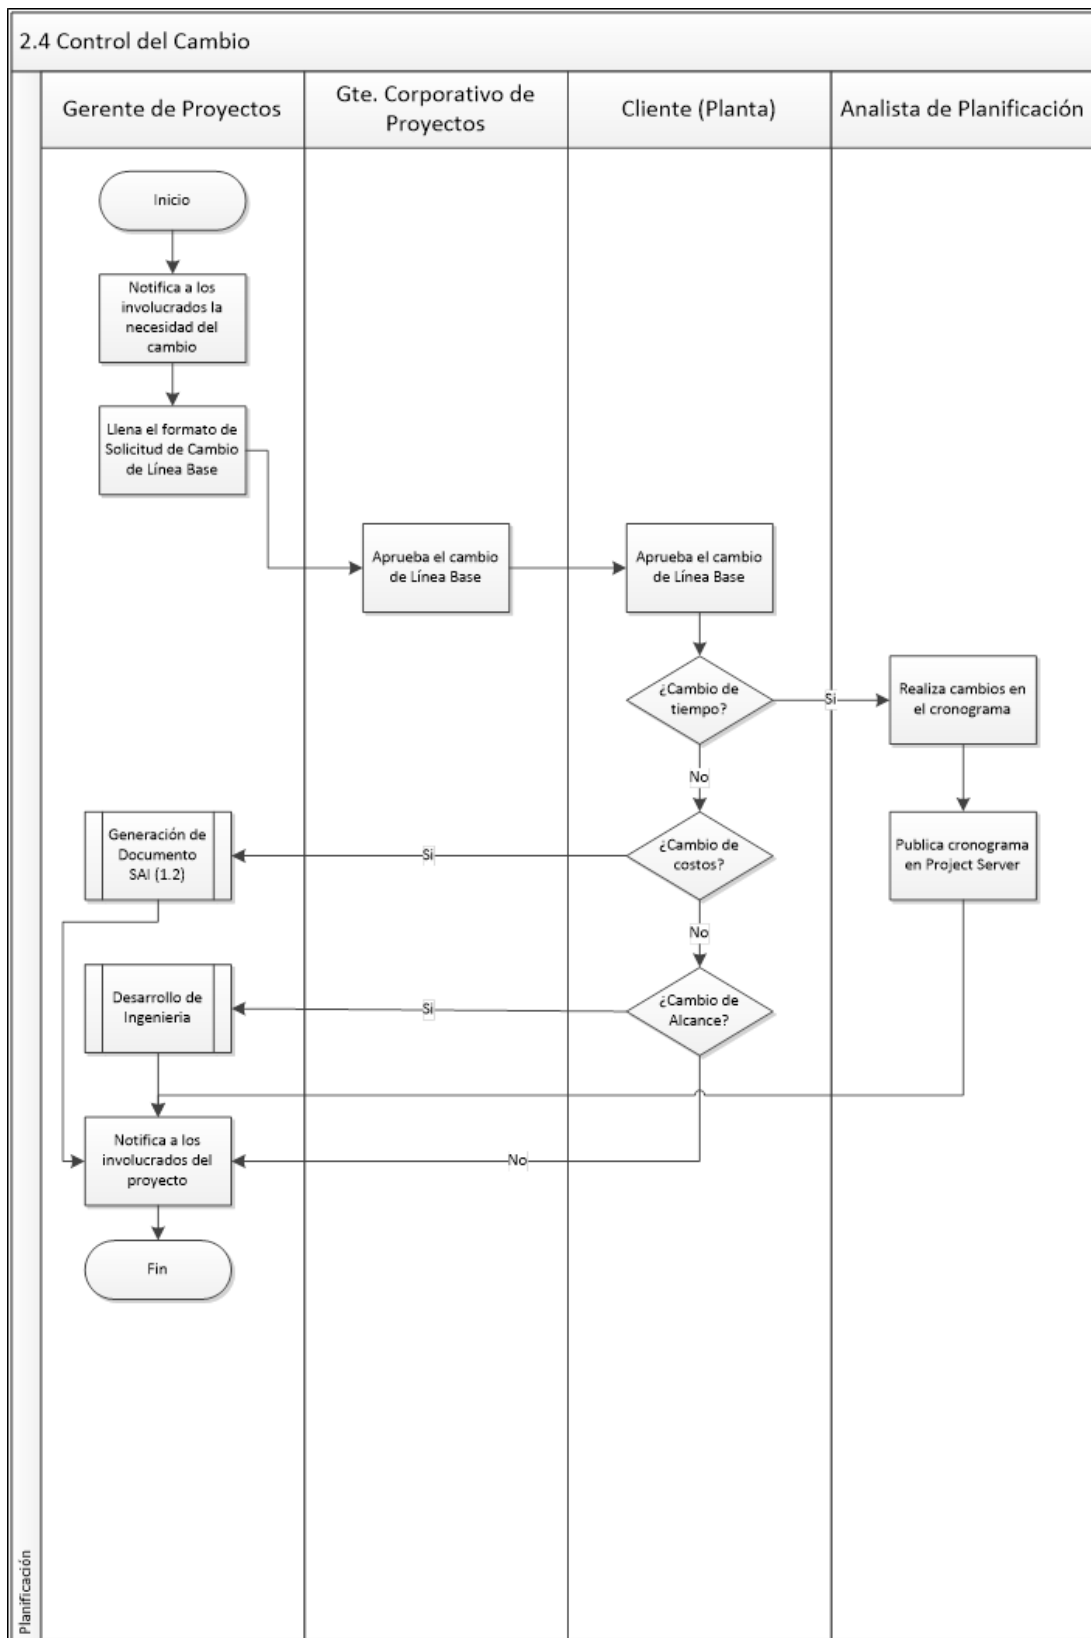 2.4 Control del Cambio
Gerente de Proyectos
Gte. Corporativo de
Proyectos
Cliente (Planta)
Analista de Planificación
Inicio
Notifica a los
involucrados la
necesidad del
cambio
Llena el formato de
Solicitud de Cambio
de Línea Base
Aprueba el cambio
de Línea Base
Aprueba el cambio
de Línea Base
¿Cambio de
tiempo?
Si
Realiza cambios en
el cronograma
No
Generación de
Documento
SAI (1.2)
Si
¿Cambio de
costos?
Publica cronograma
en Project Server
No
Desarrollo de
Ingenieria
Si
¿Cambio de
Alcance?
Notifica a los
involucrados del
proyecto
No
Fin
Planificación